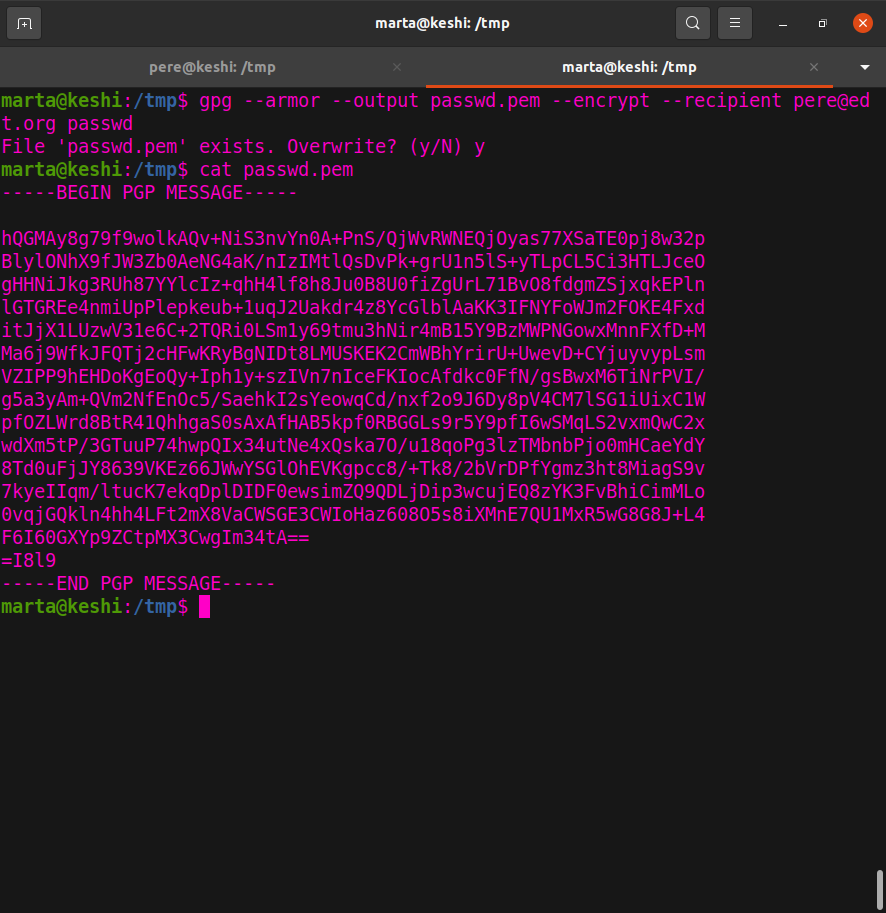 marta@keshi: /tmp
pere@keshi: /tmp
marta@keshi: /tmp
marta@keshi:/tmp$ gpg --armor --output passwd.pem --encrypt --recipient pere@ed
t.org passwd
File 'passwd.pem' exists. Overwrite? (y/N) y
marta@keshi:/tmp$ cat passwd.pem
-----BEGIN PGP MESSAGE-----

hQGMAy8g79f9wolkAQv+NiS3nvYn0A+PnS/QjWvRWNEQjOyas77XSaTE0pj8w32p
BlylONhX9fJW3Zb0AeNG4aK/nIzIMtlQsDvPk+grU1n5lS+yTLpCL5Ci3HTLJceO
gHHNiJkg3RUh87YYlcIz+qhH4lf8h8Ju0B8U0fiZgUrL71BvO8fdgmZSjxqkEPln
lGTGREe4nmiUpPlepkeub+1uqJ2Uakdr4z8YcGlblAaKK3IFNYFoWJm2FOKE4Fxd
itJjX1LUzwV31e6C+2TQRi0LSm1y69tmu3hNir4mB15Y9BzMWPNGowxMnnFXfD+M
Ma6j9WfkJFQTj2cHFwKRyBgNIDt8LMUSKEK2CmWBhYrirU+UwevD+CYjuyvypLsm
VZIPP9hEHDoKgEoQy+Iph1y+szIVn7nIceFKIocAfdkc0FfN/gsBwxM6TiNrPVI/
g5a3yAm+QVm2NfEnOc5/SaehkI2sYeowqCd/nxf2o9J6Dy8pV4CM7lSG1iUixC1W
pfOZLWrd8BtR41QhhgaS0sAxAfHAB5kpf0RBGGLs9r5Y9pfI6wSMqLS2vxmQwC2x
wdXm5tP/3GTuuP74hwpQIx34utNe4xQska7O/u18qoPg3lzTMbnbPjo0mHCaeYdY
8Td0uFjJY8639VKEz66JWwYSGlOhEVKgpcc8/+Tk8/2bVrDPfYgmz3ht8MiagS9v
7kyeIIqm/ltucK7ekqDplDIDF0ewsimZQ9QDLjDip3wcujEQ8zYK3FvBhiCimMLo
0vqjGQkln4hh4LFt2mX8VaCWSGE3CWIoHaz608O5s8iXMnE7QU1MxR5wG8G8J+L4
F6I60GXYp9ZCtpMX3CwgIm34tA==
=I8l9
-----END PGP MESSAGE-----
marta@keshi:/tmp$